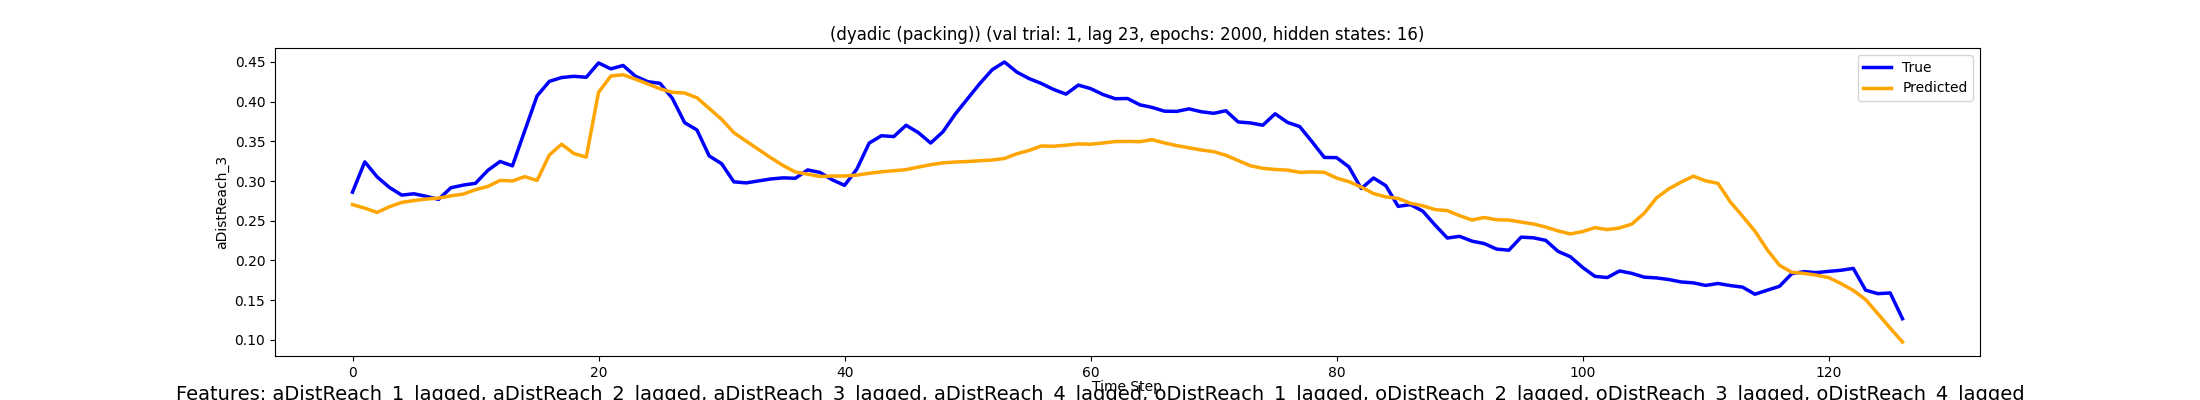 (dyadic (packing)) (val trial: 1, lag 23, epochs: 2000, hidden states: 16)
0.45
0.40
0.35
0.30
0.25
0.20
0.15
0.10
aDistReach_3
True
Predicted
0 20 40 60 80 100 120
Time Step
Features: aDistReach_1_lagged, aDistReach_2_lagged, aDistReach_3_lagged, aDistReach_4_lagged, oDistReach_1_lagged, oDistReach_2_lagged, oDistReach_3_lagged, oDistReach_4_lagged